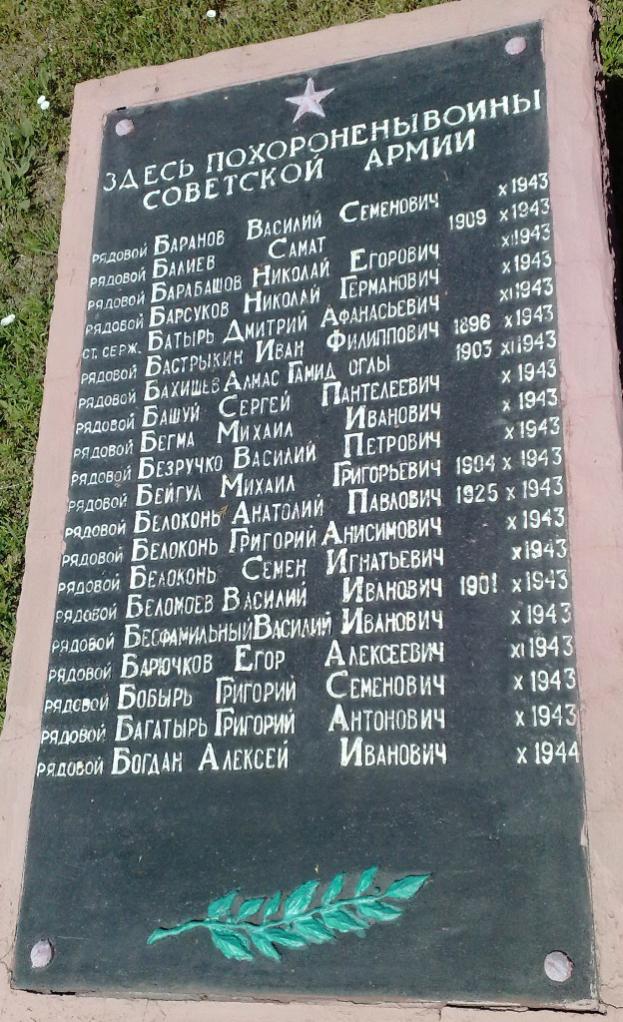 ЗДЕСЬ ПОХОРОНЕНЫ ВОИНЫ
СОВЕТСКОЙ АРМИИ
РЯДОВОЙ БАРАНОВ ВАСИЛИЙ СЕМЕНОВИЧ X 1943
РЯДОВОЙ БАЛИЕВ САМАТ 1909 X 1943
РЯДОВОЙ БАРАБАШОВ НИКОЛАЙ ЕГОРОВИЧ XI 1943
РЯДОВОЙ БАРСУКОВ НИКОЛАЙ ГЕРМАНОВИЧ X 1943
СТ. СЕРЖ. БАТЫРЬ ДМИТРИЙ АФАНАСЬЕВИЧ XI 1943
РЯДОВОЙ БАСТРЫКИН ИВАН ФИЛИППОВИЧ 1896 X 1943
РЯДОВОЙ БАХИШЕВ АЛМАС ГАМИД ОГЛЫ 1903 XI 1943
РЯДОВОЙ БАШУЙ СЕРГЕЙ ПАНТЕЛЕЕВИЧ X 1943
РЯДОВОЙ БЕГМА МИХАИЛ ИВАНОВИЧ X 1943
РЯДОВОЙ БЕЗРУЧКО ВАСИЛИЙ ПЕТРОВИЧ X 1943
РЯДОВОЙ БЕЙГУЛ МИХАИЛ ГРИГОРЬЕВИЧ 1904 X 1943
РЯДОВОЙ БЕЛОКОНЬ АНАТОЛИЙ ПАВЛОВИЧ 1925 X 1943
РЯДОВОЙ БЕЛОКОНЬ ГРИГОРИЙ АНИСИМОВИЧ X 1943
РЯДОВОЙ БЕЛОКОНЬ СЕМЕН ИГНАТЬЕВИЧ X 1943
РЯДОВОЙ БЕЛОМОЕВ ВАСИЛИЙ ИВАНОВИЧ 1901 X 1943
РЯДОВОЙ БЕСФАМИЛЬНЫЙ ВАСИЛИЙ ИВАНОВИЧ X 1943
РЯДОВОЙ БАРЮЧКОВ ЕГОР АЛЕКСЕЕВИЧ XI 1943
РЯДОВОЙ БОБЫРЬ ГРИГОРИЙ СЕМЕНОВИЧ X 1943
РЯДОВОЙ БАГАТЫРЬ ГРИГОРИЙ АНТОНОВИЧ X 1943
РЯДОВОЙ БОГДАН АЛЕКСЕЙ ИВАНОВИЧ X 1944